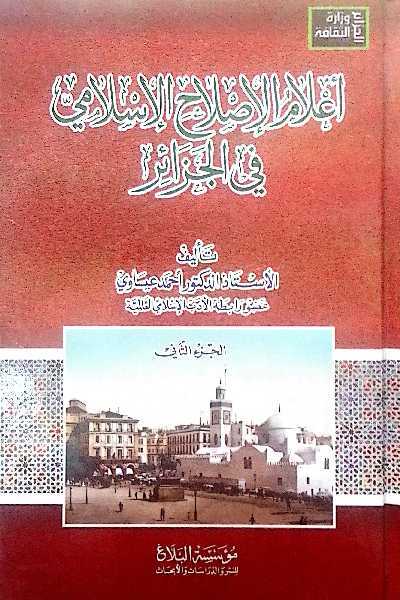 وزارة
الثقافة
الجزائر
أعلام الإصلاح الإسلامي
في الجزائر
تأليف
الأستاذ الدكتور أحمد عيساوي
عضو رابطة الأدب الإسلامي العالمية
الجزء الثاني
مؤسسة البلاغ
للنشر والدراسات والأبحاث